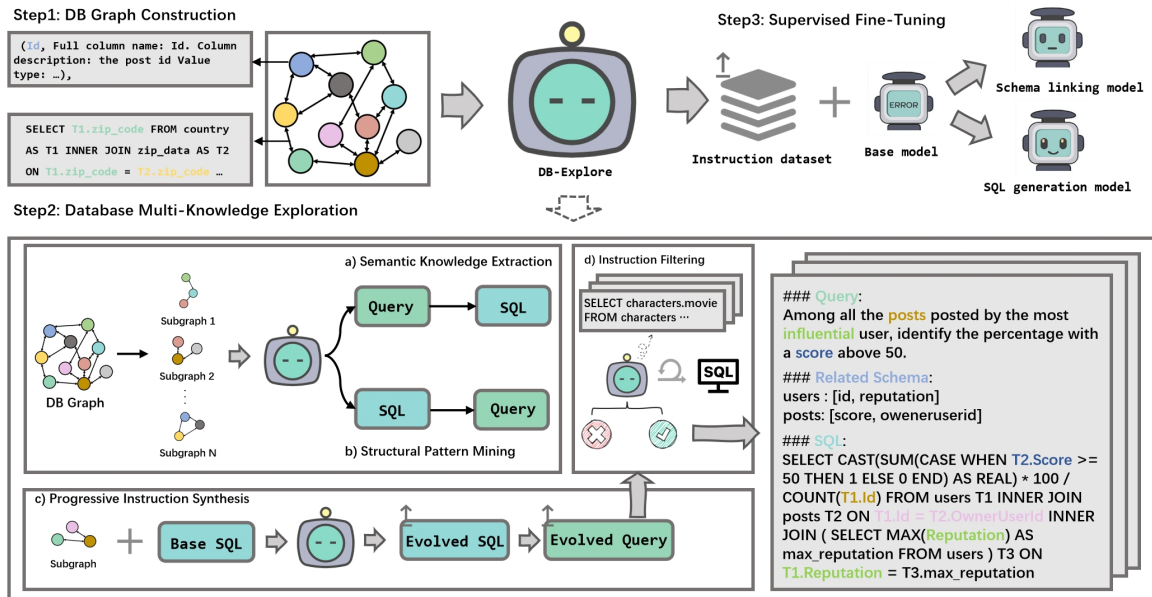 Step1: DB Graph Construction
(Id, Full column name: Id. Column
description: the post id Value
type: …),
SELECT T1.zip_code FROM country
AS T1 INNER JOIN zip_data AS T2
ON T1.zip_code = T2.zip_code …
DB-Explore
Step3: Supervised Fine-Tuning
Instruction dataset
ERROR
Base model
Schema linking model
SQL generation model
Step2: Database Multi-Knowledge Exploration
DB Graph
Subgraph 1
Subgraph 2
Subgraph N
a) Semantic Knowledge Extraction
Query
SQL
SQL
Query
b) Structural Pattern Mining
c) Progressive Instruction Synthesis
Subgraph
Base SQL
Evolved SQL
Evolved Query
d) Instruction Filtering
SELECT characters.movie
FROM characters ⋯
SQL
### Query:
Among all the posts posted by the most
influential user, identify the percentage with
a score above 50.
### Related Schema:
users : [id, reputation]
posts: [score, oweneruserid]
### SQL:
SELECT CAST(SUM(CASE WHEN T2.Score >=
50 THEN 1 ELSE 0 END) AS REAL) * 100 /
COUNT(T1.Id) FROM users T1 INNER JOIN
posts T2 ON T1.Id = T2.OwnerUserId INNER
JOIN ( SELECT MAX(Reputation) AS
max_reputation FROM users ) T3 ON
T1.Reputation = T3.max_reputation